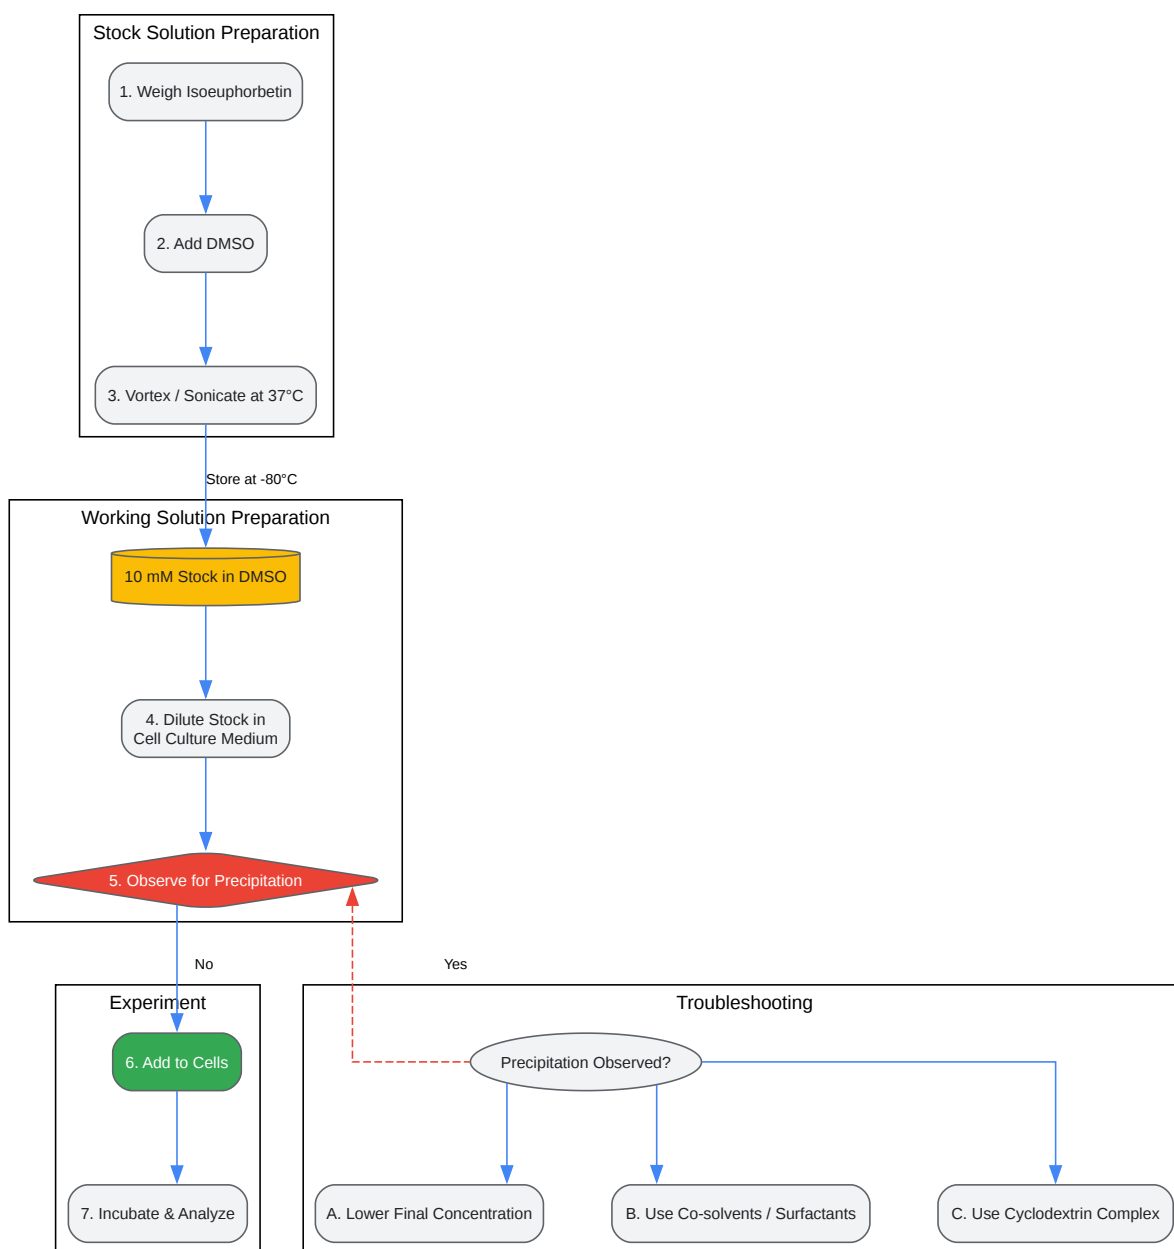 Stock Solution Preparation
1. Weigh Isoeuphorbetin
2. Add DMSO
3. Vortex / Sonicate at 37°C
Store at -80°C
Working Solution Preparation
10 mM Stock in DMSO
4. Dilute Stock in
Cell Culture Medium
5. Observe for Precipitation
No
Yes
Experiment
Troubleshooting
6. Add to Cells
Precipitation Observed?
7. Incubate & Analyze
A. Lower Final Concentration
B. Use Co-solvents / Surfactants
C. Use Cyclodextrin Complex